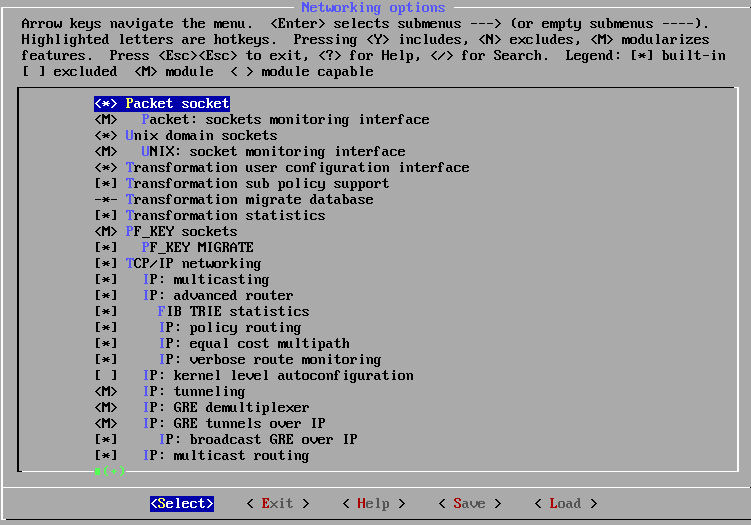 Networking options
Arrow keys navigate the menu. <Enter> selects submenus ---> (or empty submenus ----).
Highlighted letters are hotkeys. Pressing <Y> includes, <N> excludes, <M> modularizes
features. Press <Esc><Esc> to exit, <?> for Help, </> for Search. Legend: [*] built-in
[ ] excluded <M> module < > module capable
<*> Packet socket
<M> Packet: sockets monitoring interface
<*> Unix domain sockets
<M> UNIX: socket monitoring interface
<*> Transformation user configuration interface
[*] Transformation sub policy support
-*- Transformation migrate database
[*] Transformation statistics
<M> PF_KEY sockets
[*] PF_KEY MIGRATE
[*] TCP/IP networking
[*] IP: multicasting
[*] IP: advanced router
[*] FIB TRIE statistics
[*] IP: policy routing
[*] IP: equal cost multipath
[*] IP: verbose route monitoring
[ ] IP: kernel level autoconfiguration
<M> IP: tunneling
<M> IP: GRE demultiplexer
<M> IP: GRE tunnels over IP
[*] IP: broadcast GRE over IP
[*] IP: multicast routing
<Select> < Exit > < Help > < Save > < Load >